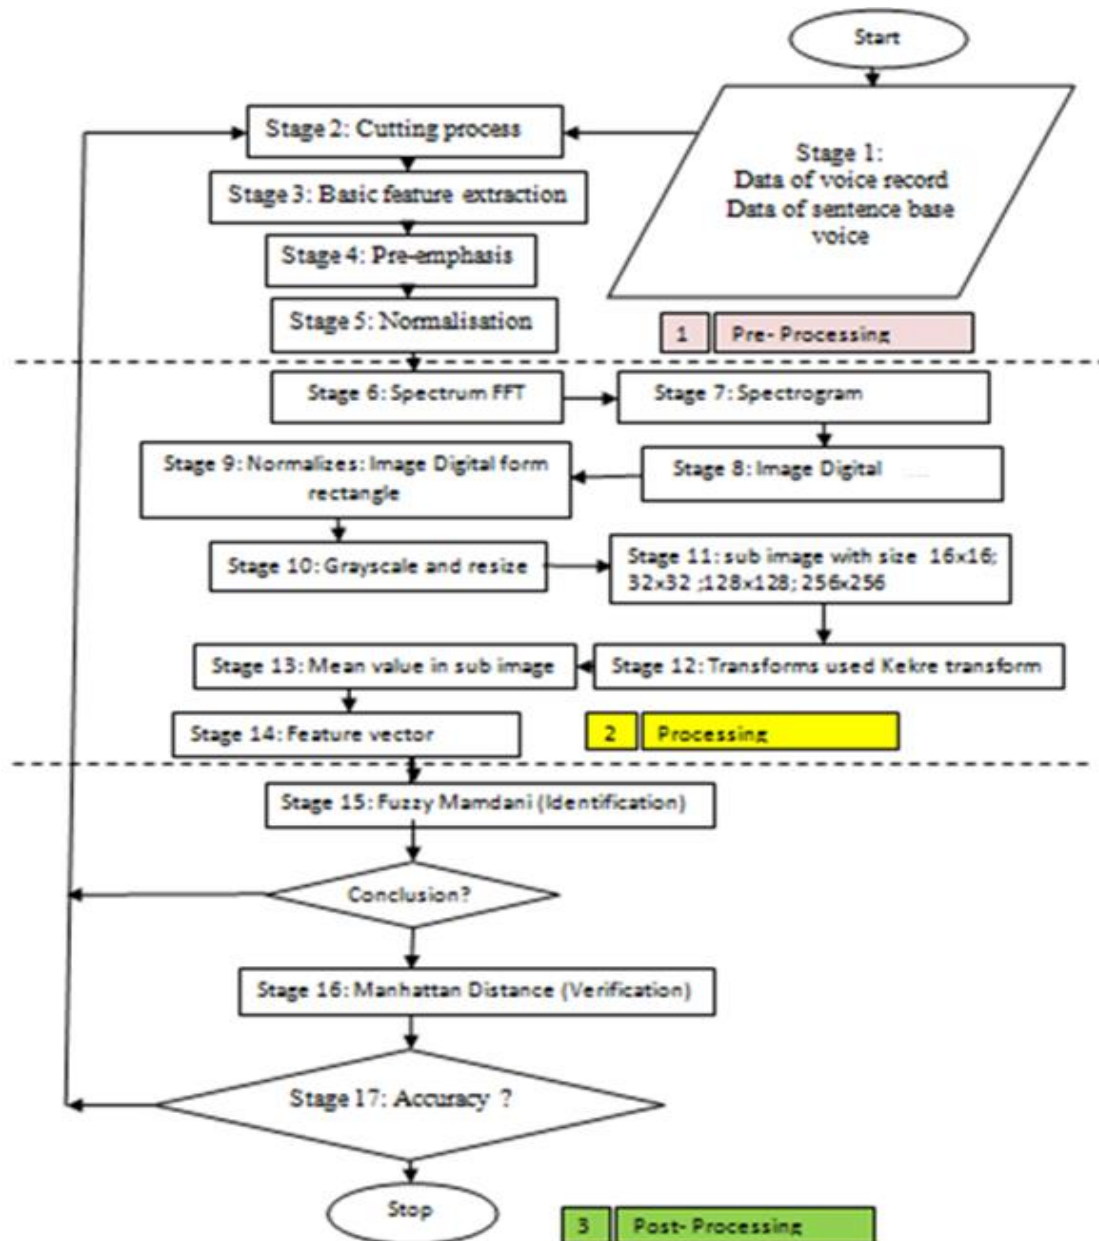 Start
Stage 1:
Data of voice record
Data of sentence base
voice
Stage 2: Cutting process
Stage 3: Basic feature extraction
Stage 4: Pre-emphasis
Stage 5: Normalisation
1 Pre- Processing
Stage 6: Spectrum FFT
Stage 7: Spectrogram
Stage 8: Image Digital
Stage 9: Normalizes: Image Digital form
rectangle
Stage 10: Grayscale and resize
Stage 11: sub image with size 16x16;
32x32 ;128x128; 256x256
Stage 12: Transforms used Kekre transform
Stage 13: Mean value in sub image
Stage 14: Feature vector
2 Processing
Stage 15: Fuzzy Mamdani (Identification)
Conclusion?
Stage 16: Manhattan Distance (Verification)
Stage 17: Accuracy ?
Stop
3 Post- Processing